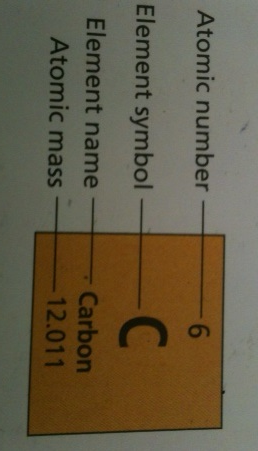 Atomic number 6
Element symbol C
Element name Carbon
Atomic mass 12.011